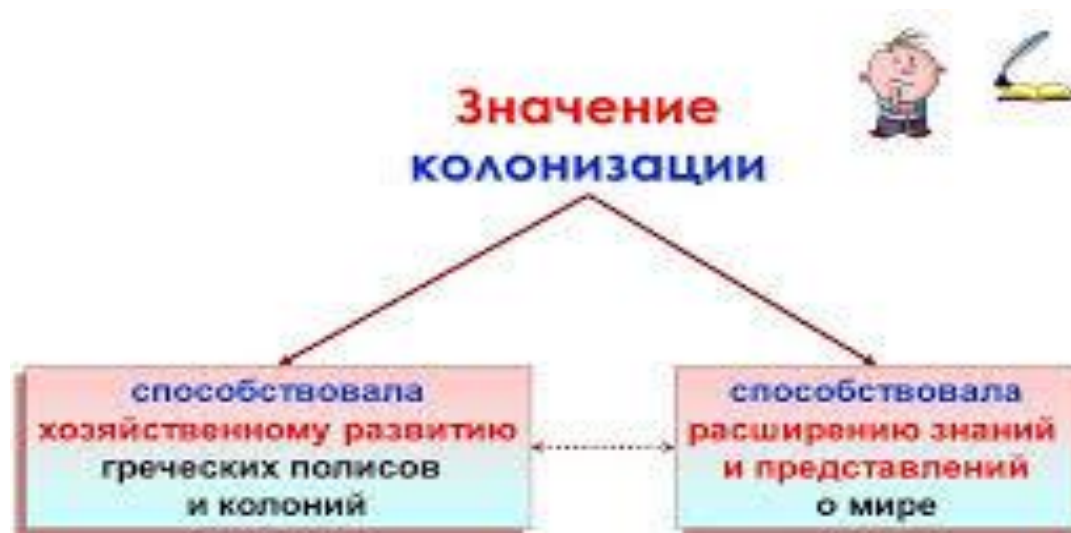 Значение
колонизации
способствовала
хозяйственному развитию
греческих полисов
и колоний
способствовала
расширению знаний
и представлений
о мире